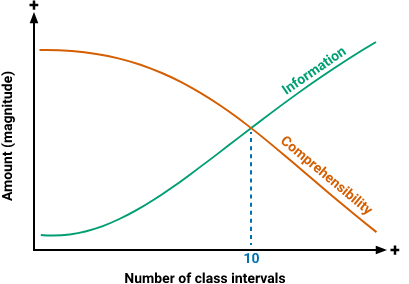 +
Information
Comprehensibility
Amount (magnitude)
10
+
Number of class intervals